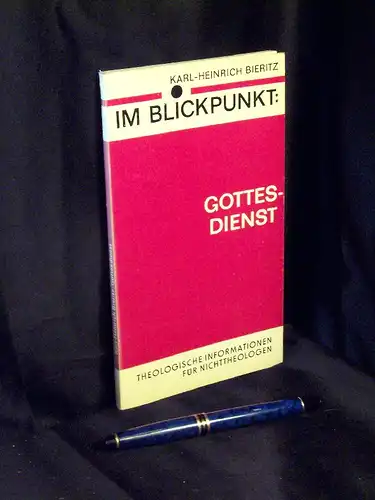 KARL-HEINRICH BIERITZ
IM BLICKPUNKT:
GOTTES-
DIENST
THEOLOGISCHE INFORMATIONEN
FÜR NICHTTHEOLOGEN